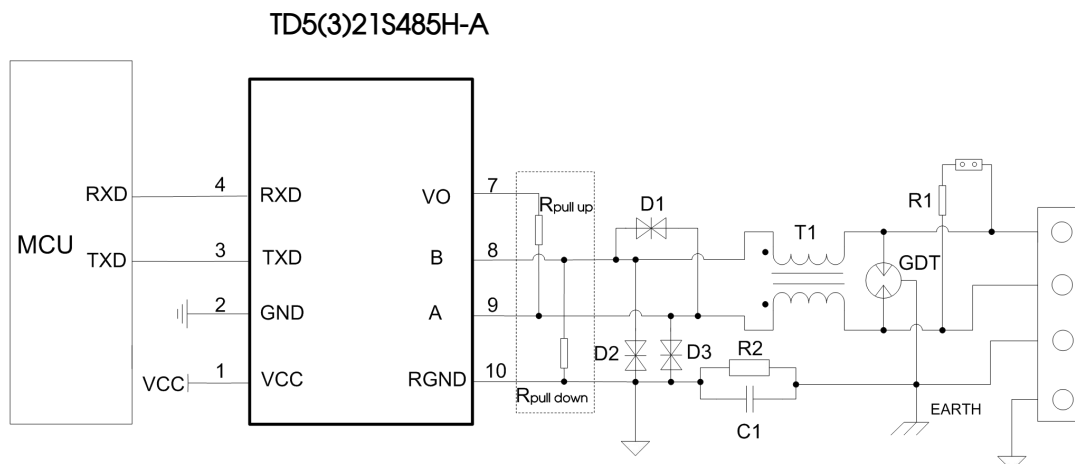 TD5(3)21S485H-A
MCU
RXD
TXD
4
3
2
1
VCC
RXD
TXD
GND
VCC
VO
B
A
RGND
7
8
9
10
Rpull up
Rpull down
D1
D2
D3
T1
R2
C1
GDT
R1
EARTH